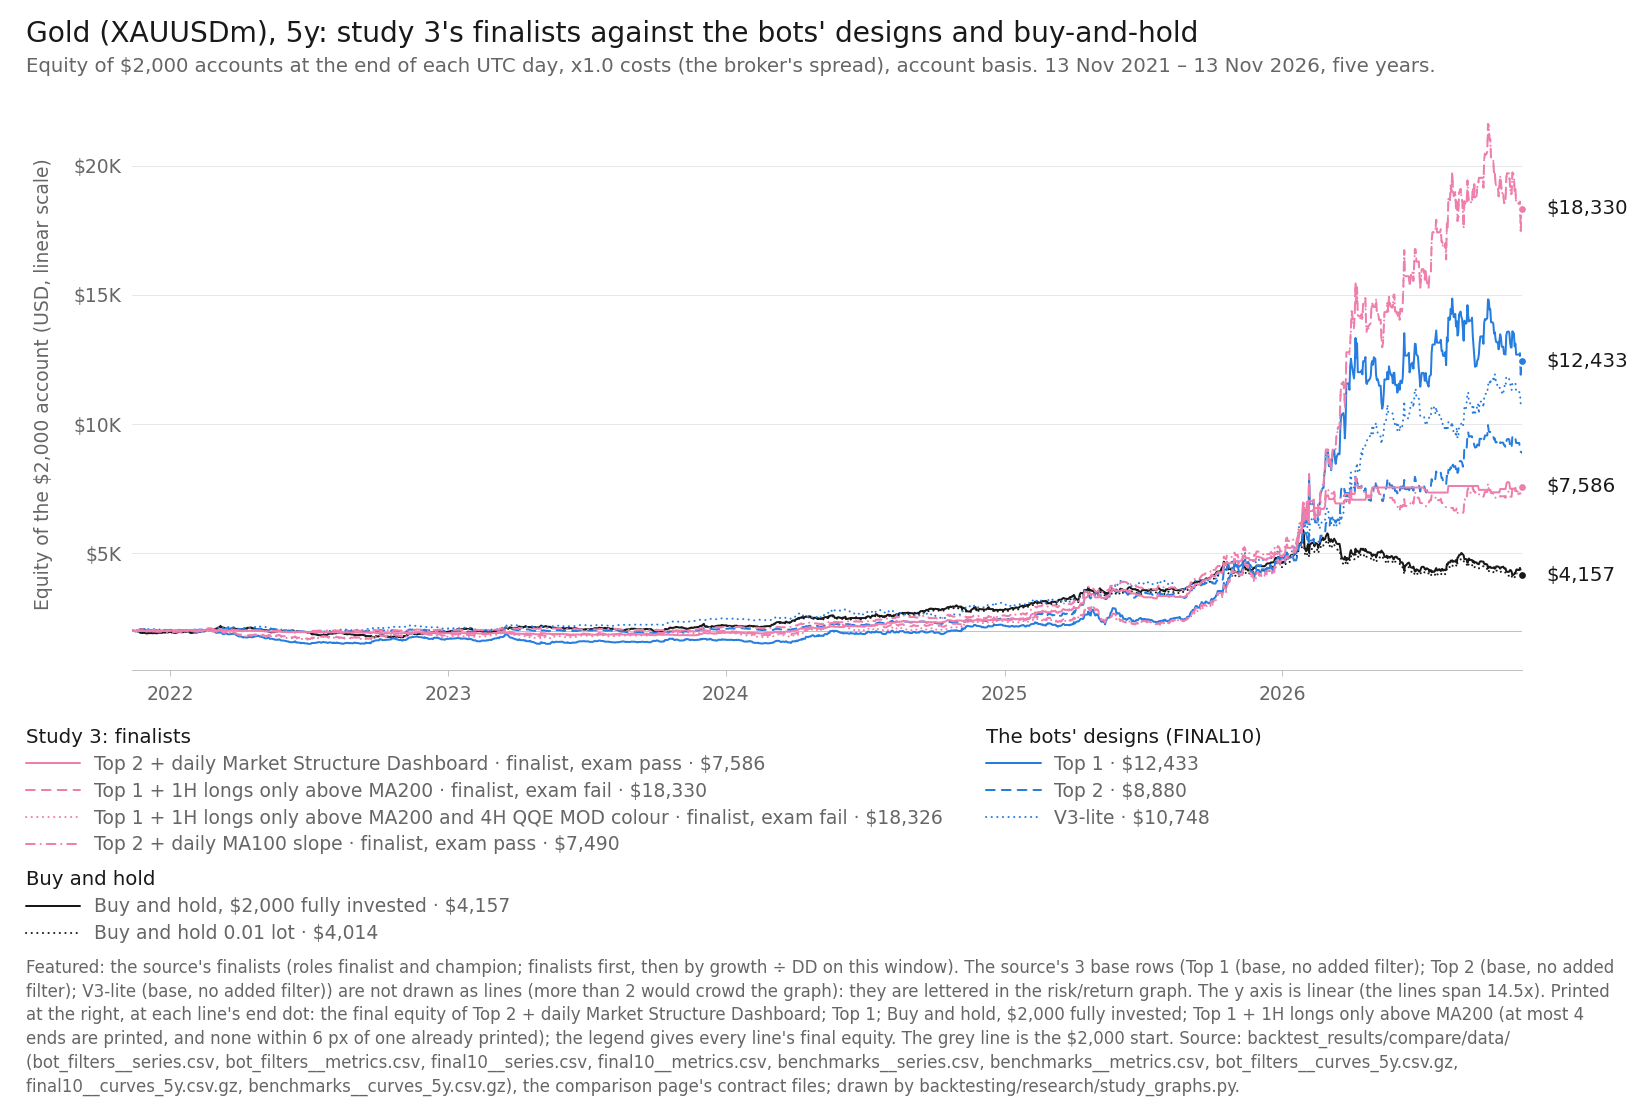 Gold (XAUUSDm), 5y: study 3's finalists against the bots' designs and buy-and-hold
Equity of $2,000 accounts at the end of each UTC day, x1.0 costs (the broker's spread), account basis. 13 Nov 2021 – 13 Nov 2026, five years.
Equity of the $2,000 account (USD, linear scale)
$20K
$15K
$10K
$5K
$18,330
$12,433
$7,586
$4,157
2022
2023
2024
2025
2026
Study 3: finalists
Top 2 + daily Market Structure Dashboard · finalist, exam pass · $7,586
Top 1 + 1H longs only above MA200 · finalist, exam fail · $18,330
Top 1 + 1H longs only above MA200 and 4H QQE MOD colour · finalist, exam fail · $18,326
Top 2 + daily MA100 slope · finalist, exam pass · $7,490
The bots' designs (FINAL10)
Top 1 · $12,433
Top 2 · $8,880
V3-lite · $10,748
Buy and hold
Buy and hold, $2,000 fully invested · $4,157
Buy and hold 0.01 lot · $4,014
Featured: the source's finalists (roles finalist and champion; finalists first, then by growth ÷ DD on this window). The source's 3 base rows (Top 1 (base, no added filter); Top 2 (base, no added
filter); V3-lite (base, no added filter)) are not drawn as lines (more than 2 would crowd the graph): they are lettered in the risk/return graph. The y axis is linear (the lines span 14.5x). Printed
at the right, at each line's end dot: the final equity of Top 2 + daily Market Structure Dashboard; Top 1; Buy and hold, $2,000 fully invested; Top 1 + 1H longs only above MA200 (at most 4
ends are printed, and none within 6 px of one already printed); the legend gives every line's final equity. The grey line is the $2,000 start. Source: backtest_results/compare/data/
(bot_filters__series.csv, bot_filters__metrics.csv, final10__series.csv, final10__metrics.csv, benchmarks__series.csv, benchmarks__metrics.csv, bot_filters__curves_5y.csv.gz,
final10__curves_5y.csv.gz, benchmarks__curves_5y.csv.gz), the comparison page's contract files; drawn by backtesting/research/study_graphs.py.